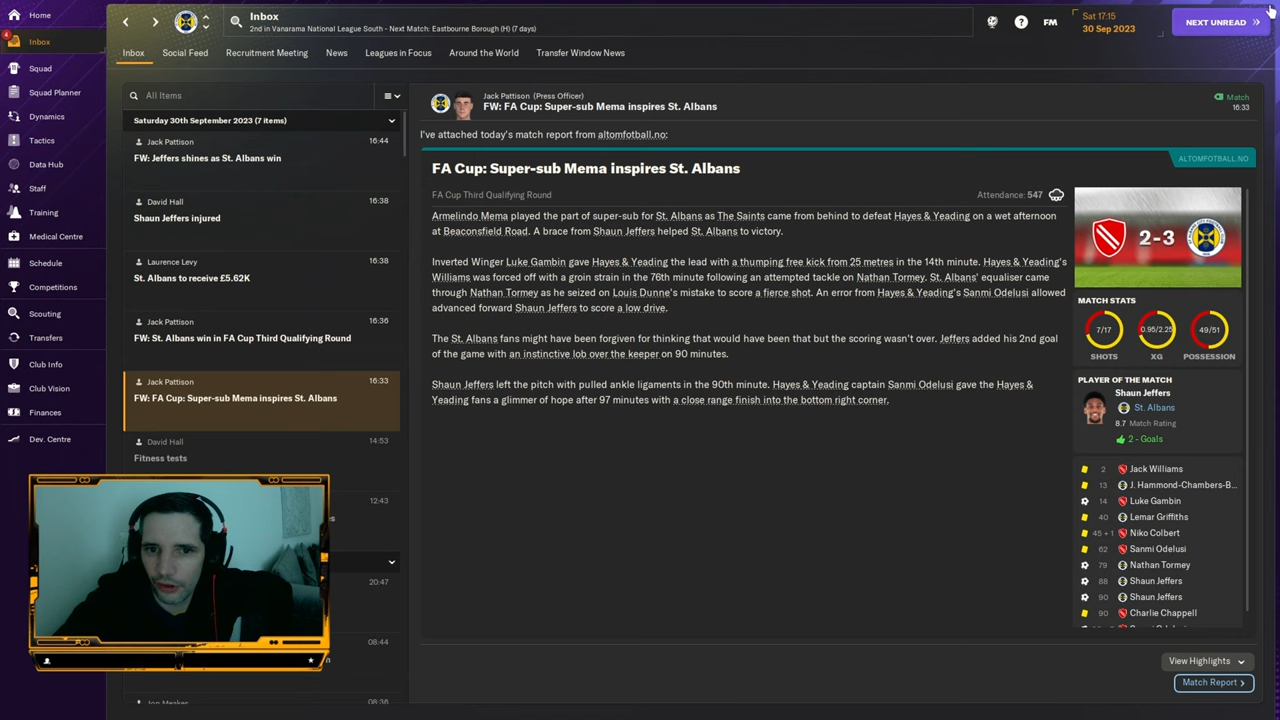 Home
4
Inbox
Squad
Squad Planner
Dynamics
Tactics
Data Hub
Staff
Training
Medical Centre
Schedule
Competitions
Scouting
Transfers
Club Info
Club Vision
Finances
Dev. Centre
Inbox
2nd in Vanarama National League South - Next Match: Eastbourne Borough (H) (7 days)
?
FM
Sat 17:15
30 Sep 2023
NEXT UNREAD
Inbox
Social Feed
Recruitment Meeting
News
Leagues in Focus
Around the World
Transfer Window News
All Items
Saturday 30th September 2023 (7 items)
Jack Pattison 16:44
FW: Jeffers shines as St. Albans win
David Hall 16:38
Shaun Jeffers injured
Laurence Levy 16:38
St. Albans to receive £5.62K
Jack Pattison 16:36
FW: St. Albans win in FA Cup Third Qualifying Round
Jack Pattison 16:33
FW: FA Cup: Super-sub Mema inspires St. Albans
David Hall 14:53
Fitness tests
12:43
20:47
08:44
Jon Meakes 08:36
Jack Pattison (Press Officer)
FW: FA Cup: Super-sub Mema inspires St. Albans
Match
16:33
I've attached today's match report from altomfotball.no:
ALTOMFOTBALL.NO
FA Cup: Super-sub Mema inspires St. Albans
FA Cup Third Qualifying Round
Attendance: 547
Armelindo Mema played the part of super-sub for St. Albans as The Saints came from behind to defeat Hayes & Yeading on a wet afternoon
at Beaconsfield Road. A brace from Shaun Jeffers helped St. Albans to victory.
Inverted Winger Luke Gambin gave Hayes & Yeading the lead with a thumping free kick from 25 metres in the 14th minute. Hayes & Yeading's
Williams was forced off with a groin strain in the 76th minute following an attempted tackle on Nathan Tormey. St. Albans' equaliser came
through Nathan Tormey as he seized on Louis Dunne's mistake to score a fierce shot. An error from Hayes & Yeading's Sanmi Odelusi allowed
advanced forward Shaun Jeffers to score a low drive.
The St. Albans fans might have been forgiven for thinking that would have been that but the scoring wasn't over. Jeffers added his 2nd goal
of the game with an instinctive lob over the keeper on 90 minutes.
Shaun Jeffers left the pitch with pulled ankle ligaments in the 90th minute. Hayes & Yeading captain Sanmi Odelusi gave the Hayes &
Yeading fans a glimmer of hope after 97 minutes with a close range finish into the bottom right corner.
2-3
MATCH STATS
7/17
0.95/2.25
49/51
SHOTS
XG
POSSESSION
PLAYER OF THE MATCH
Shaun Jeffers
St. Albans
8.7 Match Rating
2 - Goals
2 Jack Williams
13 J. Hammond-Chambers-B...
14 Luke Gambin
40 Lemar Griffiths
45 + 1 Niko Colbert
62 Sanmi Odelusi
79 Nathan Tormey
88 Shaun Jeffers
90 Shaun Jeffers
90 Charlie Chappell
View Highlights
Match Report